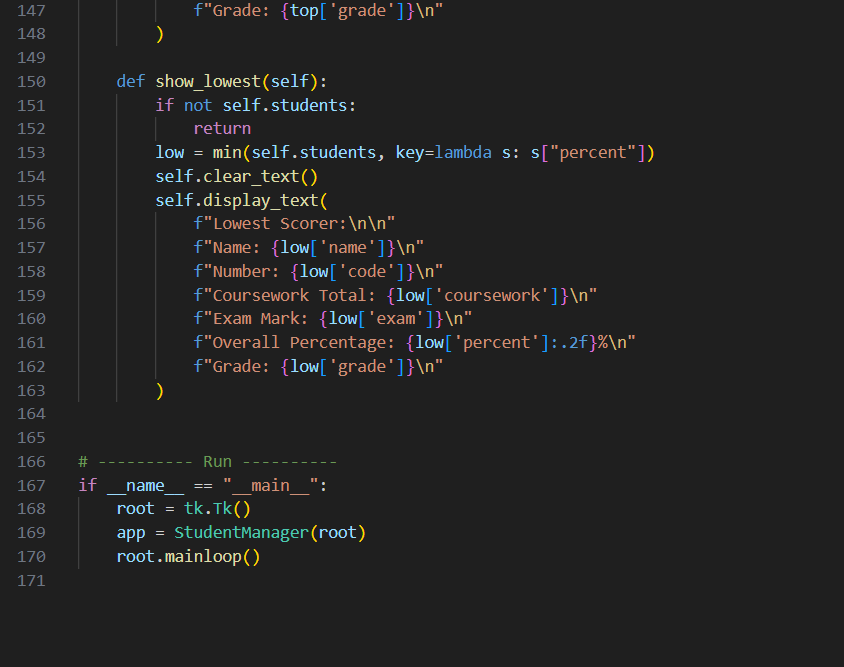 147 f"Grade: {top['grade']}\n"
148 )
149
150 def show_lowest(self):
151 if not self.students:
152 return
153 low = min(self.students, key=lambda s: s["percent"])
154 self.clear_text()
155 self.display_text(
156 f"Lowest Scorer:\n\n"
157 f"Name: {low['name']}\n"
158 f"Number: {low['code']}\n"
159 f"Coursework Total: {low['coursework']}\n"
160 f"Exam Mark: {low['exam']}\n"
161 f"Overall Percentage: {low['percent']:.2f}%\n"
162 f"Grade: {low['grade']}\n"
163 )
164
165
166 # ---------- Run ----------
167 if __name__ == "__main__":
168 root = tk.Tk()
169 app = StudentManager(root)
170 root.mainloop()
171